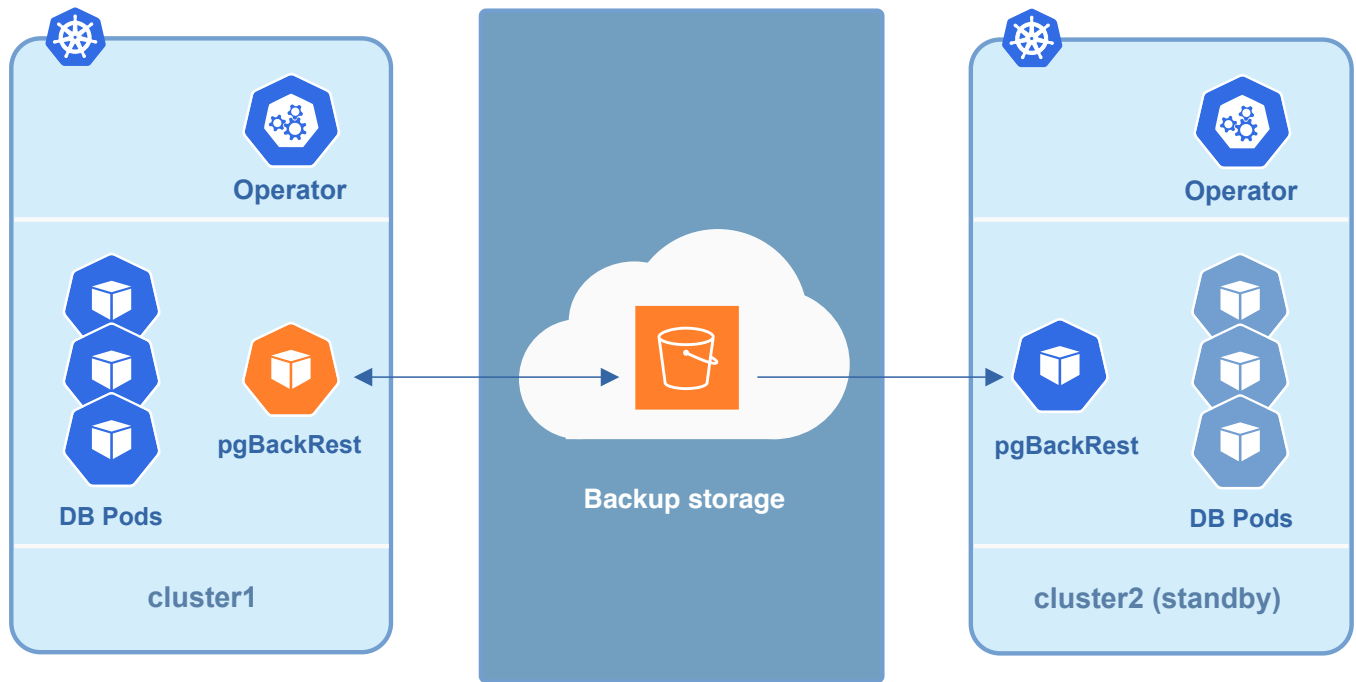 Operator
pgBackRest
DB Pods
cluster1
Backup storage
Operator
pgBackRest
DB Pods
cluster2 (standby)